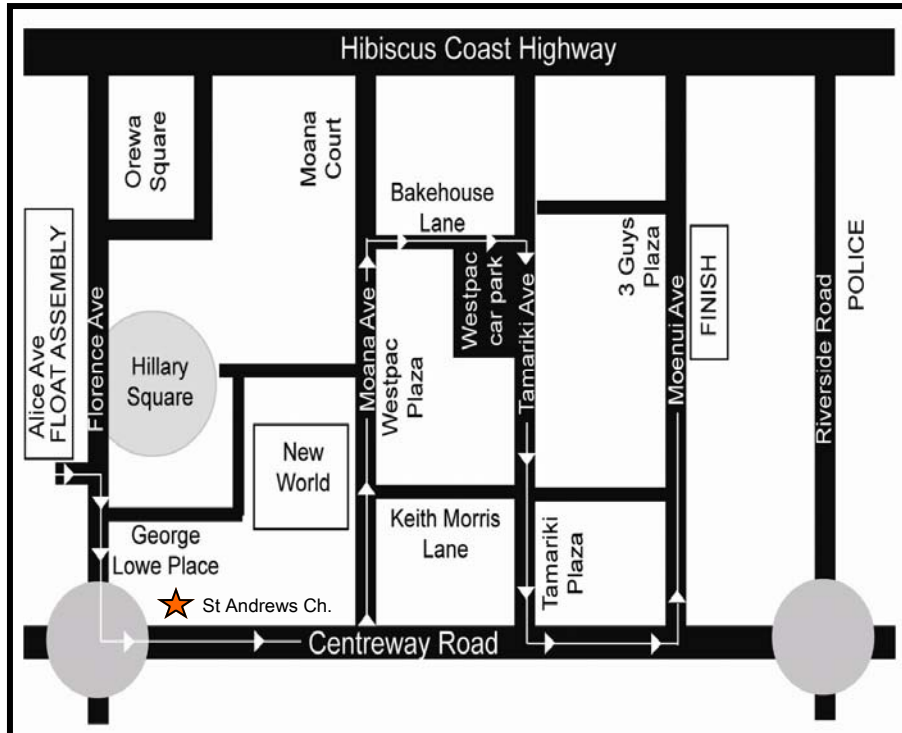 Hibiscus Coast Highway
Orewa
Square
Moana
Court
Bakehouse
Lane
Alice Ave
FLOAT ASSEMBLY
Florence Ave
Hillary
Square
Moana Ave
Westpac
Plaza
Westpac
car park
Tamariki Ave
3 Guys
Plaza
Moenui Ave
FINISH
Riverside Road
POLICE
New
World
George
Lowe Place
Keith Morris
Lane
Tamariki
Plaza
St Andrews Ch.
Centreway Road